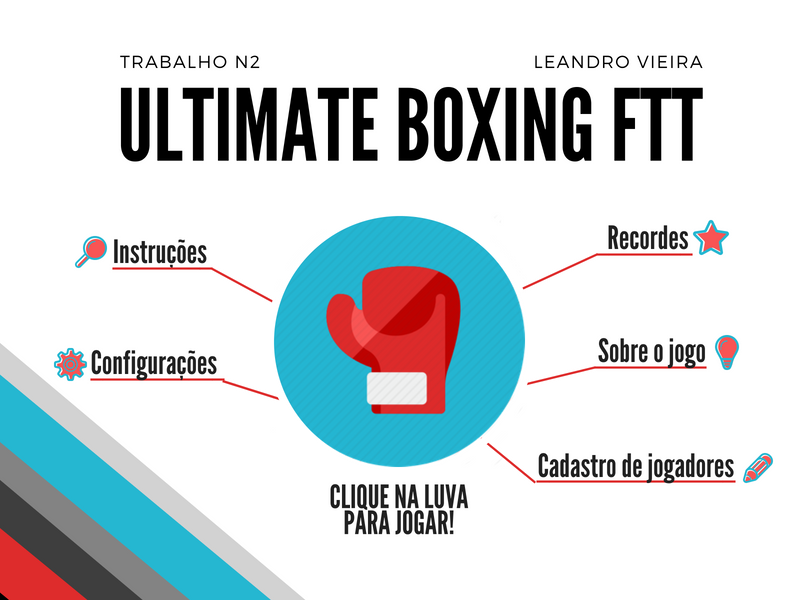 TRABALHO N2
LEANDRO VIEIRA
ULTIMATE BOXING FTT
Instruções
Recordes
Configurações
Sobre o jogo
Cadastro de jogadores
CLIQUE NA LUVA
PARA JOGAR!